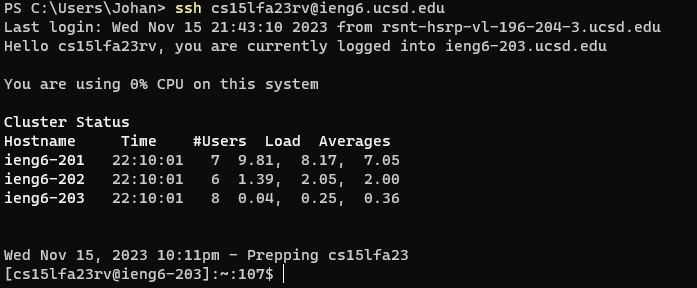 PS C:\Users\Johan> ssh cs15lfa23rv@ieng6.ucsd.edu
Last login: Wed Nov 15 21:43:10 2023 from rsnt-hsrp-vl-196-204-3.ucsd.edu
Hello cs15lfa23rv, you are currently logged into ieng6-203.ucsd.edu
You are using 0% CPU on this system
Cluster Status
Hostname     Time    #Users  Load  Averages
ieng6-201   22:10:01   7  9.81,  8.17,  7.05
ieng6-202   22:10:01   6  1.39,  2.05,  2.00
ieng6-203   22:10:01   8  0.04,  0.25,  0.36
Wed Nov 15, 2023 10:11pm - Prepping cs15lfa23
[cs15lfa23rv@ieng6-203]:~:107$